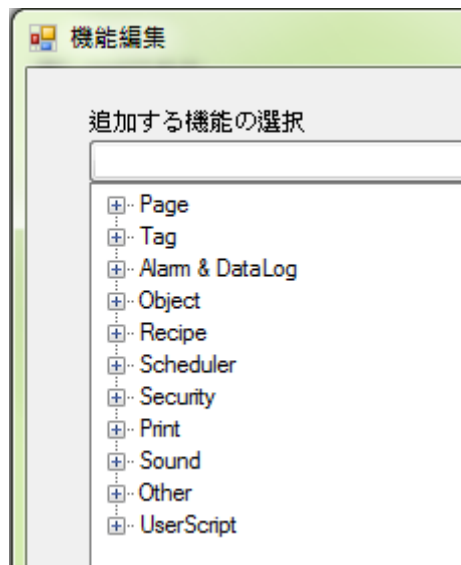 機能編集
追加する機能の選択
Page
Tag
Alarm & DataLog
Object
Recipe
Scheduler
Security
Print
Sound
Other
UserScript